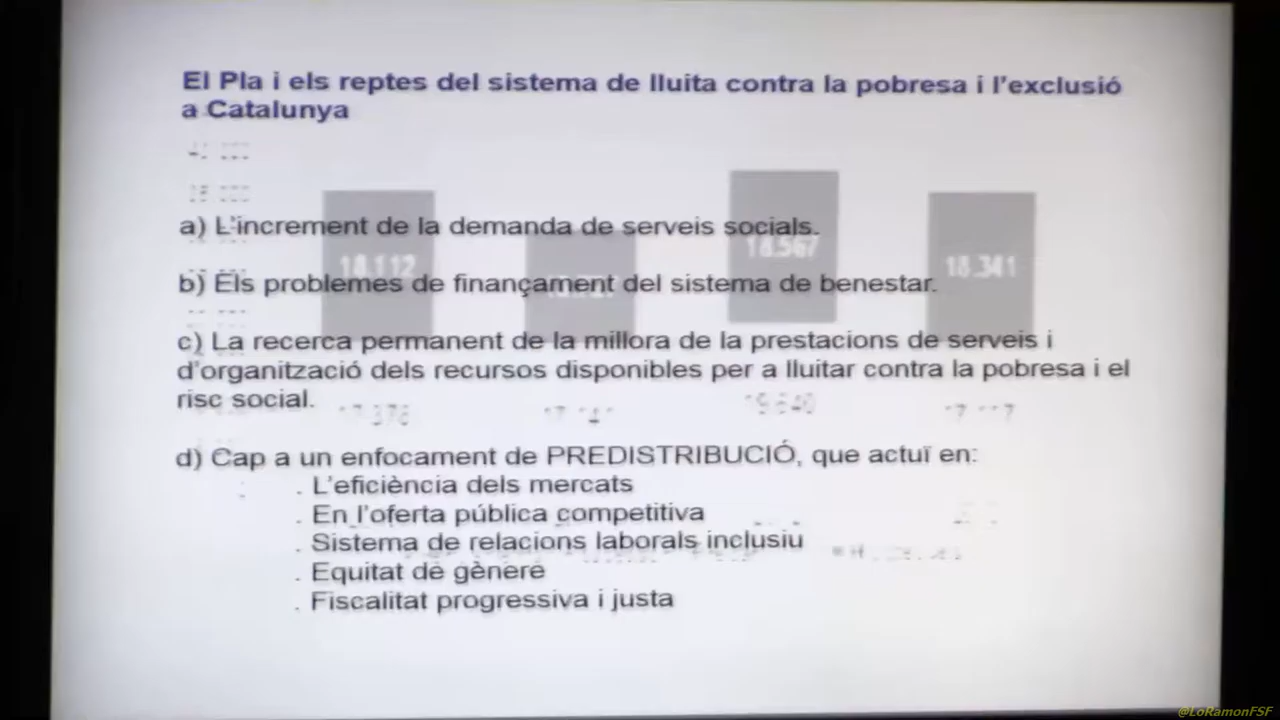 El Pla i els reptes del sistema de lluita contra la pobresa i l'exclusió
a Catalunya
a) L'increment de la demanda de serveis socials.
18.567
18.112
18.341
b) Els problemes de finançament del sistema de benestar.
c) La recerca permanent de la millora de la prestacions de serveis i
d'organització dels recursos disponibles per a lluitar contra la pobresa i el
risc social.
d) Cap a un enfocament de PREDISTRIBUCIÓ, que actuï en:
. L'eficiència dels mercats
. En l'oferta pública competitiva
. Sistema de relacions laborals inclusiu
. Equitat de gènere
. Fiscalitat progressiva i justa
@LoRamonFSF